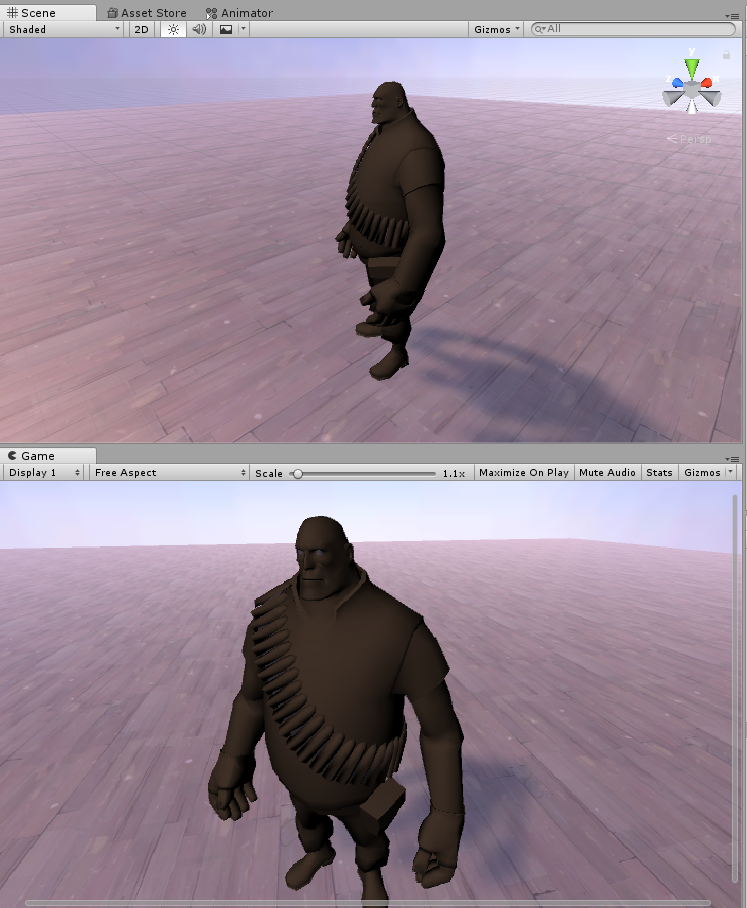 Scene Asset Store Animator
Shaded 2D Gizmos All
y
z x
Persp
Game
Display 1 Free Aspect Scale 1.1x Maximize On Play Mute Audio Stats Gizmos